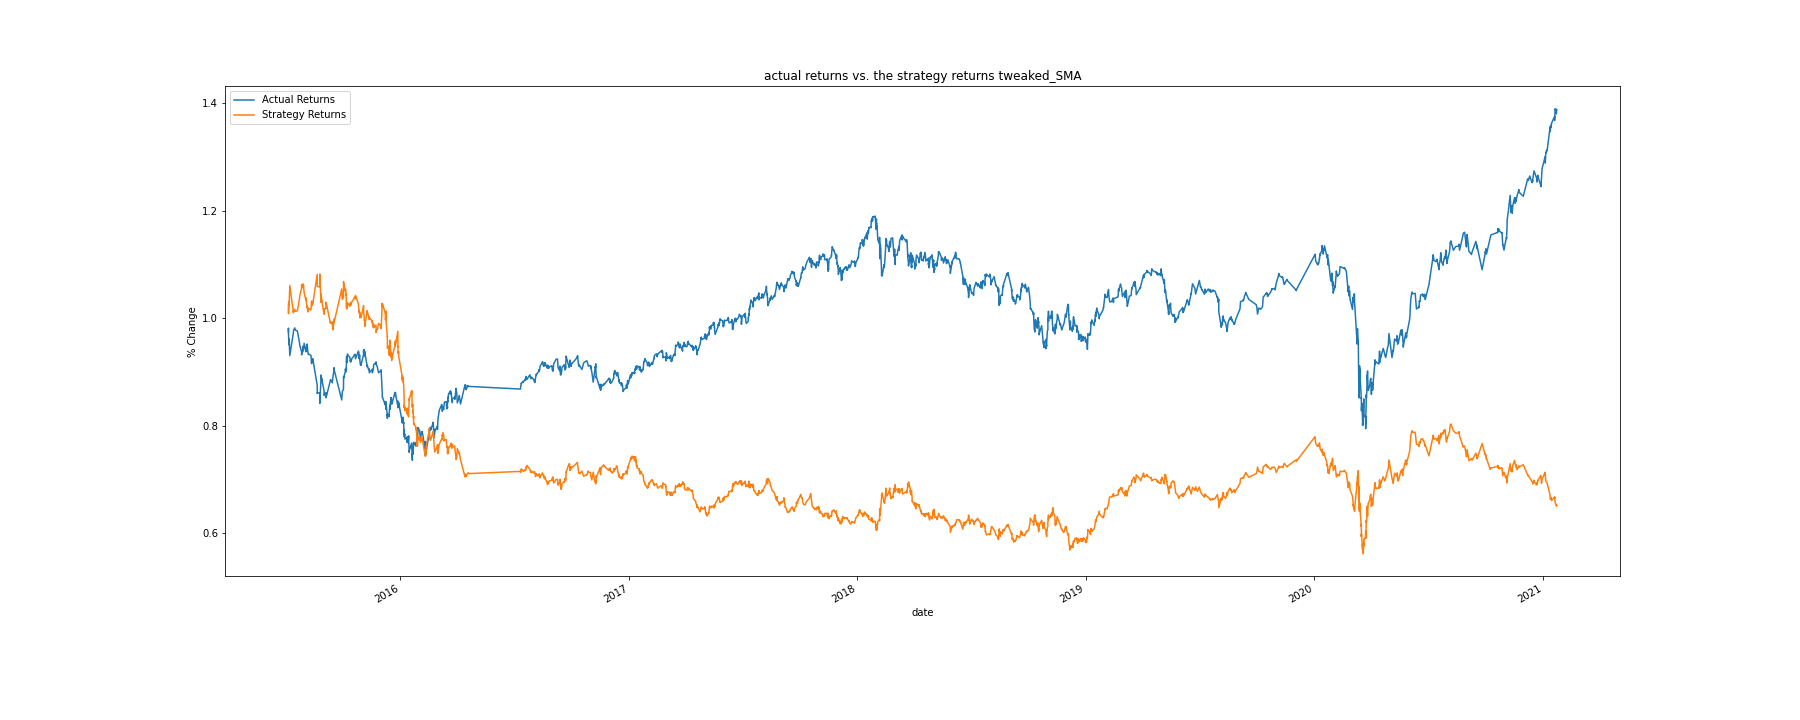 actual returns vs. the strategy returns tweaked_SMA
Actual Returns
Strategy Returns
% Change
1.4
1.2
1.0
0.8
0.6
2016
2017
2018
2019
2020
2021
date